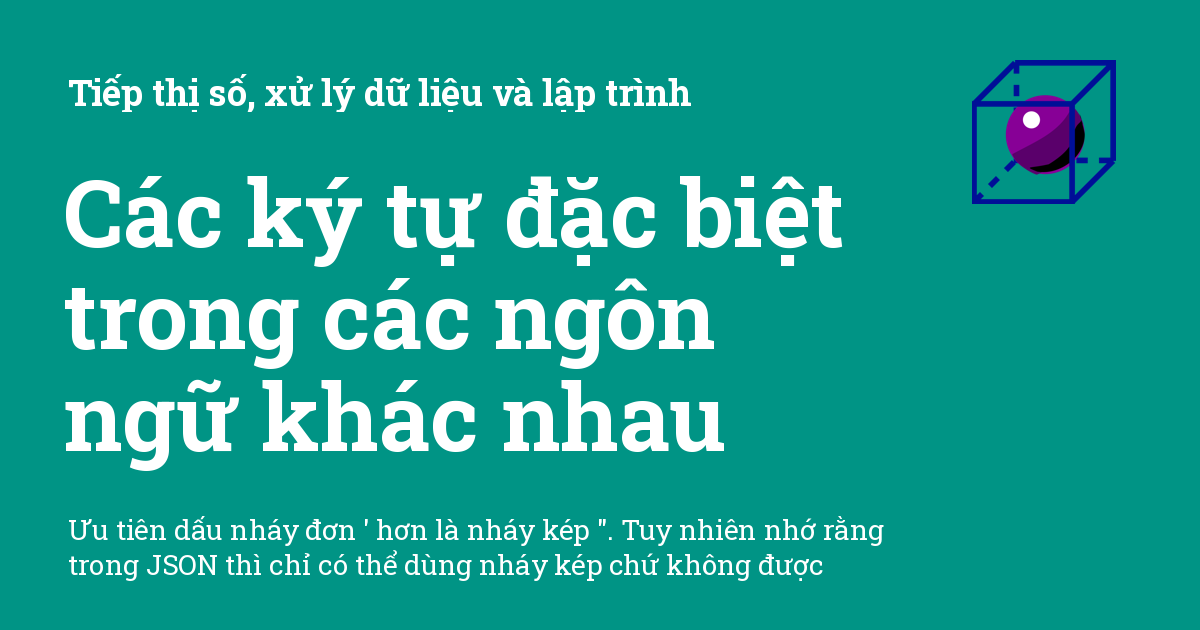 Tiếp thị số, xử lý dữ liệu và lập trình
Các ký tự đặc biệt
trong các ngôn
ngữ khác nhau
Ưu tiên dấu nháy đơn ' hơn là nháy kép ". Tuy nhiên nhớ rằng
trong JSON thì chỉ có thể dùng nháy kép chứ không được